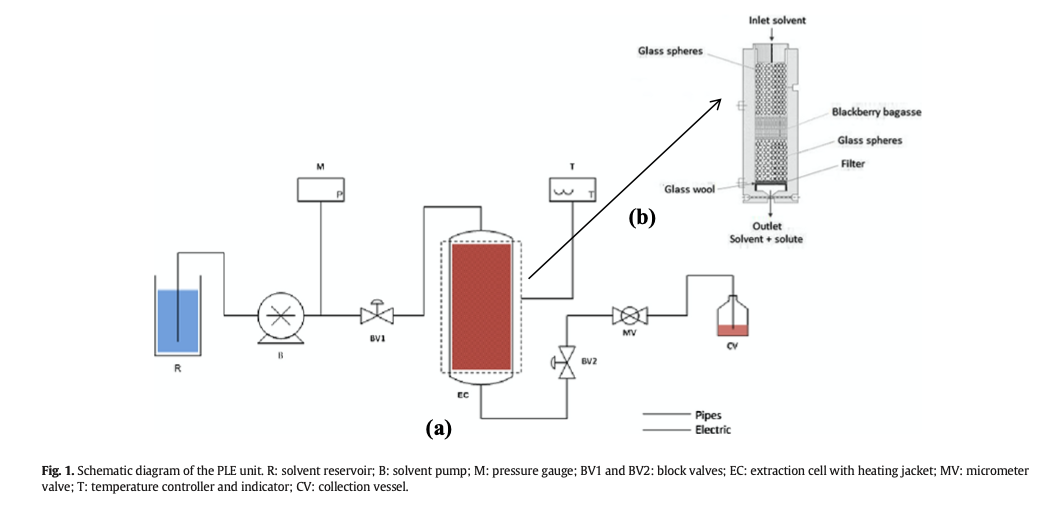 Inlet solvent
Glass spheres
Blackberry bagasse
Glass spheres
Filter
Glass wool
Outlet
Solvent + solute
(b)
M
P
T
T
R
B
BV1
EC
BV2
MV
CV
(a)
Pipes
Electric
Fig. 1. Schematic diagram of the PLE unit. R: solvent reservoir; B: solvent pump; M: pressure gauge; BV1 and BV2: block valves; EC: extraction cell with heating jacket; MV: micrometer
valve; T: temperature controller and indicator; CV: collection vessel.